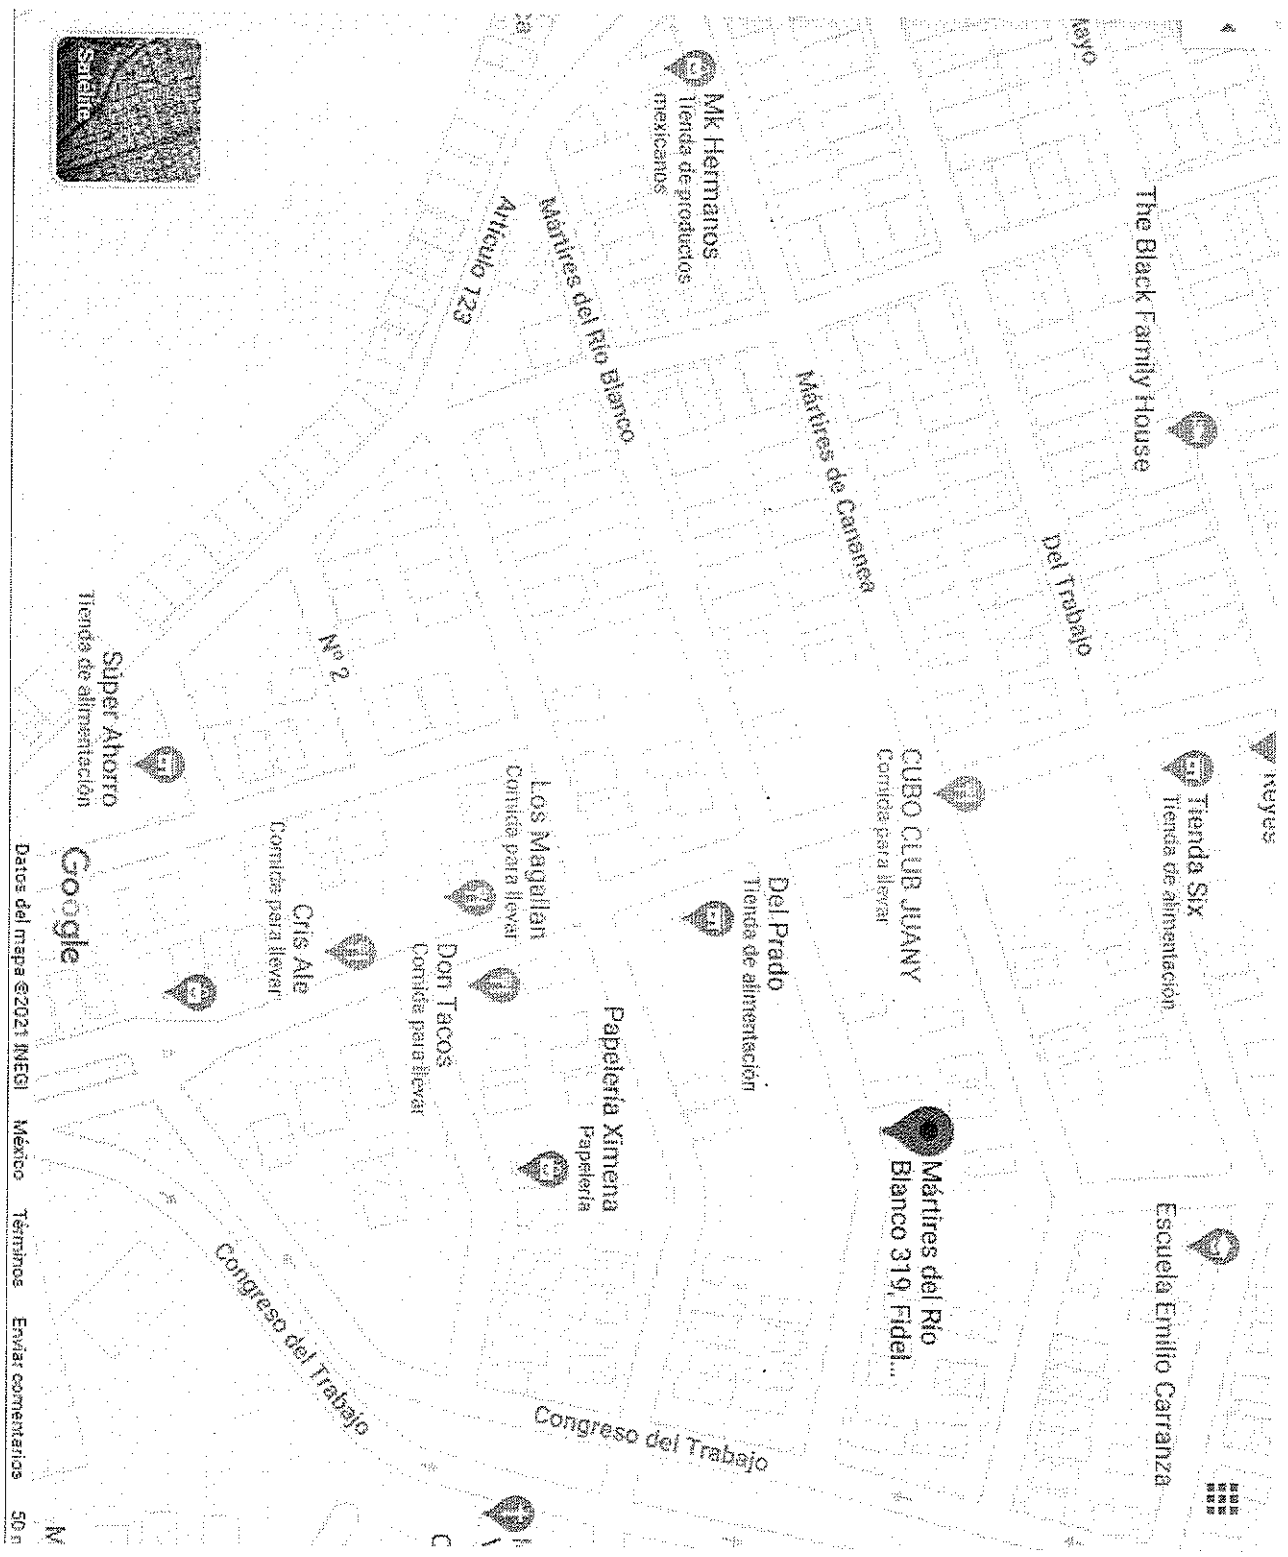 Mayo
Reyes
The Black Family House
Tienda Six
Tienda de alimentación
Escuela Emilio Carranza
Del Trabajo
Mártires del Río
Blanco 319, Fidel...
CUBO CLUB JUANY
Comida para llevar
Mártires de Cananea
Mk Hermanos
Tienda de productos
mexicanos
Del Prado
Tienda de alimentación
Congreso del Trabajo
Mártires del Río Blanco
Papelería Ximena
Papelería
Los Magallan
Comida para llevar
Artículo 123
Don Tacos
Comida para llevar
Nº 2
Cris Ale
Comida para llevar
Congreso del Trabajo
Súper Ahorro
Tienda de alimentación
Satélite
Google
Datos del mapa ©2021 INEGI México Términos Enviar comentarios 50